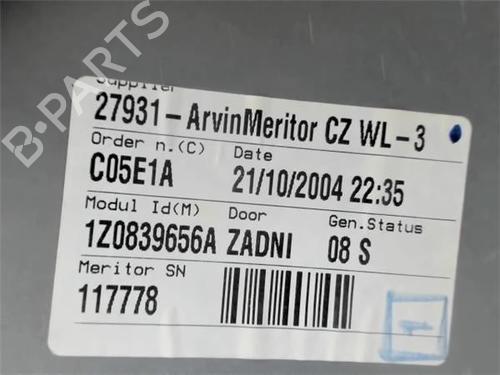 B-PARTS
Supplier
27931-ArvinMeritor CZ WL-3
Order n.(C) Date
C05E1A 21/10/2004 22:35
Modul Id(M) Door Gen.Status
1Z0839656A ZADNI 08 S
Meritor SN
117778